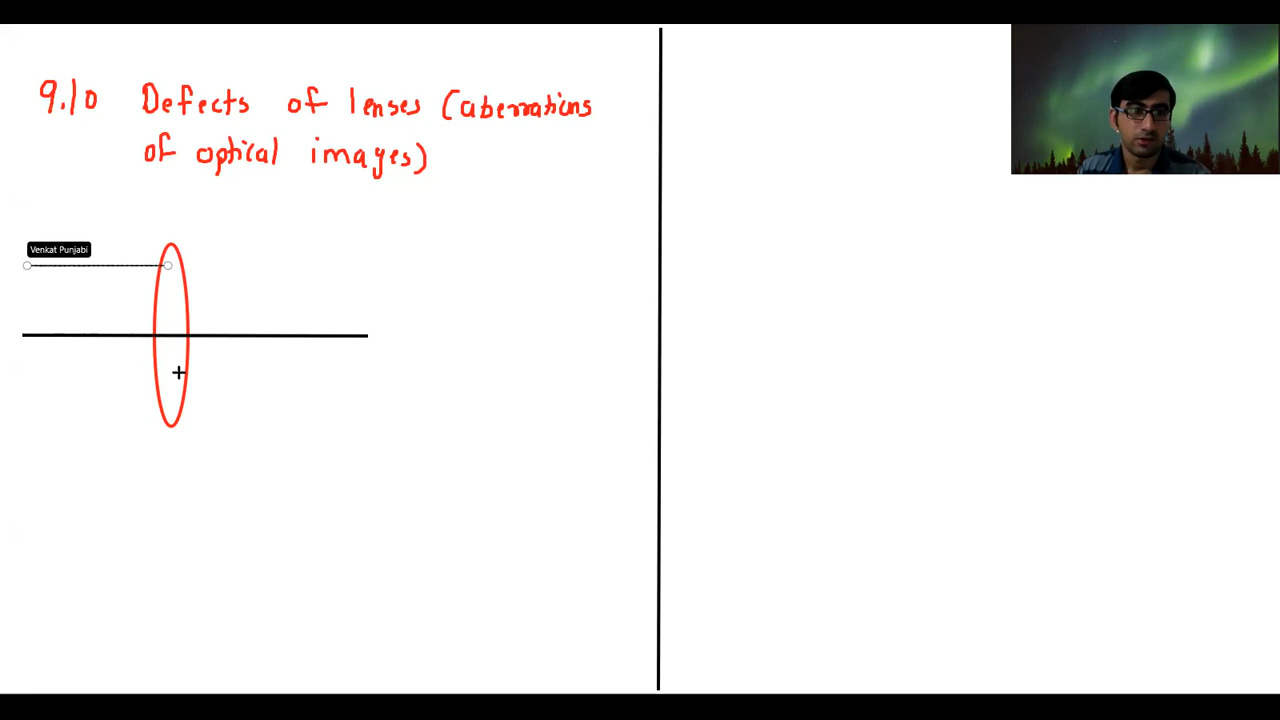 9.10 Defects of lenses (aberrations
of optical images)
Venkat Punjabi